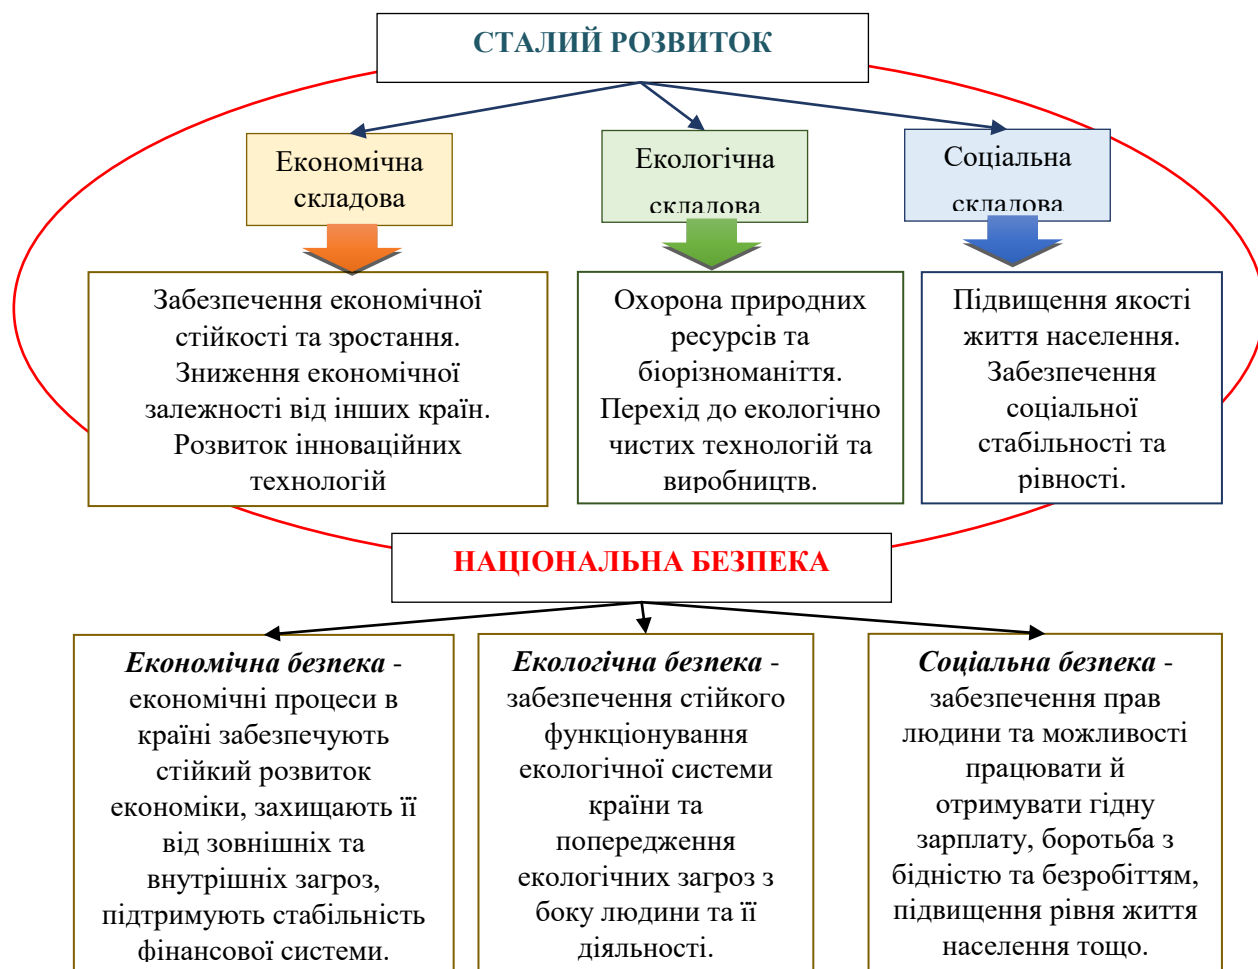 СТАЛИЙ РОЗВИТОК
Економічна
складова
Екологічна
складова
Соціальна
складова
Забезпечення економічної
стійкості та зростання.
Зниження економічної
залежності від інших країн.
Розвиток інноваційних
технологій
Охорона природних
ресурсів та
біорізноманіття.
Перехід до екологічно
чистих технологій та
виробництв.
Підвищення якості
життя населення.
Забезпечення
соціальної
стабільності та
рівності.
НАЦІОНАЛЬНА БЕЗПЕКА
Економічна безпека -
економічні процеси в
країні забезпечують
стійкий розвиток
економіки, захищають її
від зовнішніх та
внутрішніх загроз,
підтримують стабільність
фінансової системи.
Екологічна безпека -
забезпечення стійкого
функціонування
екологічної системи
країни та
попередження
екологічних загроз з
боку людини та її
діяльності.
Соціальна безпека -
забезпечення прав
людини та можливості
працювати й
отримувати гідну
зарплату, боротьба з
бідністю та безробіттям,
підвищення рівня життя
населення тощо.